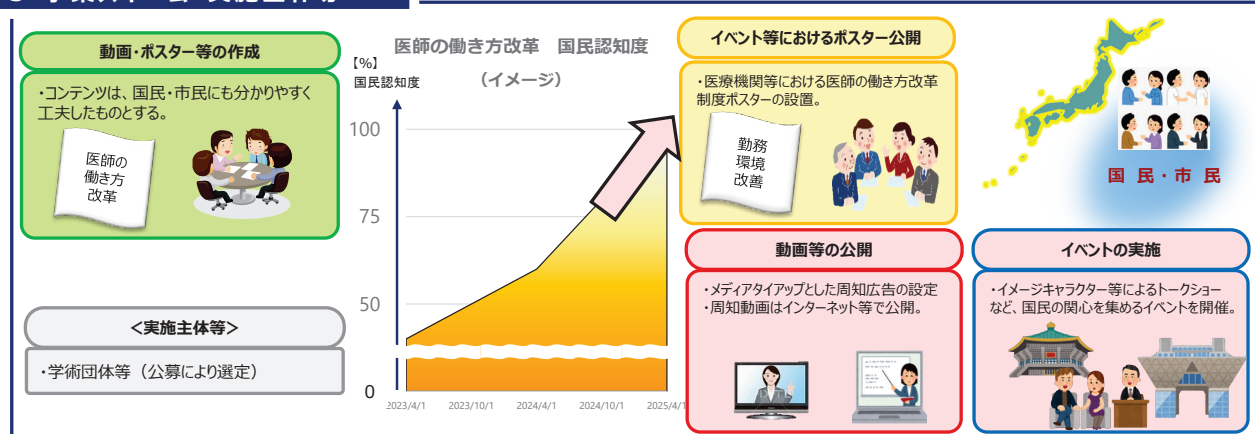 動画・ポスター等の作成
・コンテンツは、国民・市民にも分かりやすく
工夫したものとする。
医師の
働き方
改革
＜実施主体等＞
・学術団体等（公募により選定）
医師の働き方改革　国民認知度
（イメージ）
【%】
国民認知度
100
75
50
0
2023/4/1
2023/10/1
2024/4/1
2024/10/1
2025/4/1
イベント等におけるポスター公開
・医療機関等における医師の働き方改革
制度ポスターの設置。
勤務
環境
改善
国 民・市 民
動画等の公開
・メディアタイアップとした周知広告の設定
・周知動画はインターネット等で公開。
イベントの実施
・イメージキャラクター等によるトークショー
など、国民の関心を集めるイベントを開催。